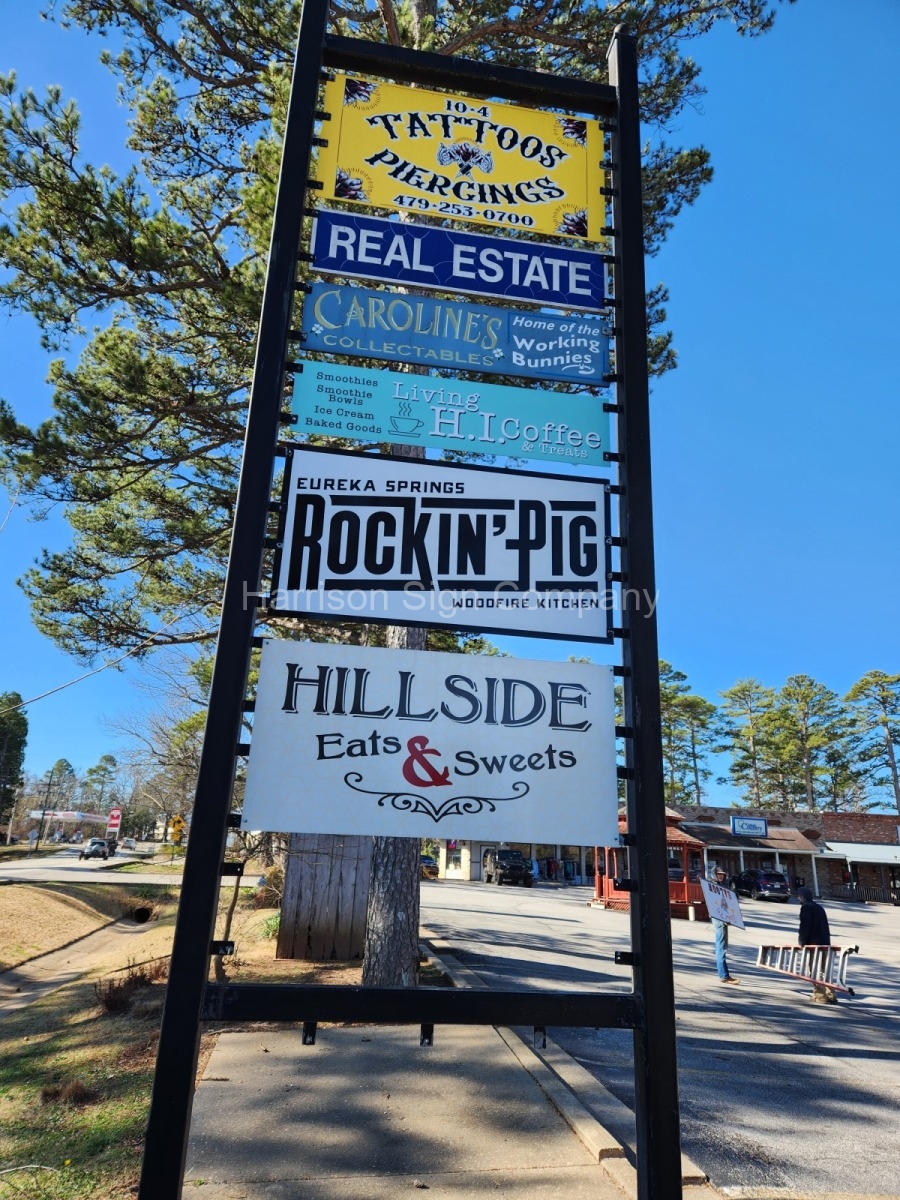 10-4
TATTOOS
PIERCINGS
479-253-0700
REAL ESTATE
CAROLINE'S
COLLECTABLES
Home of the
Working
Bunnies
Smoothies
Smoothie
Bowls
Ice Cream
Baked Goods
Living
H.I. Coffee
& Treats
EUREKA SPRINGS
ROCKIN' PIG
WOODFIRE KITCHEN
Harrison Sign Company
HILLSIDE
Eats & Sweets